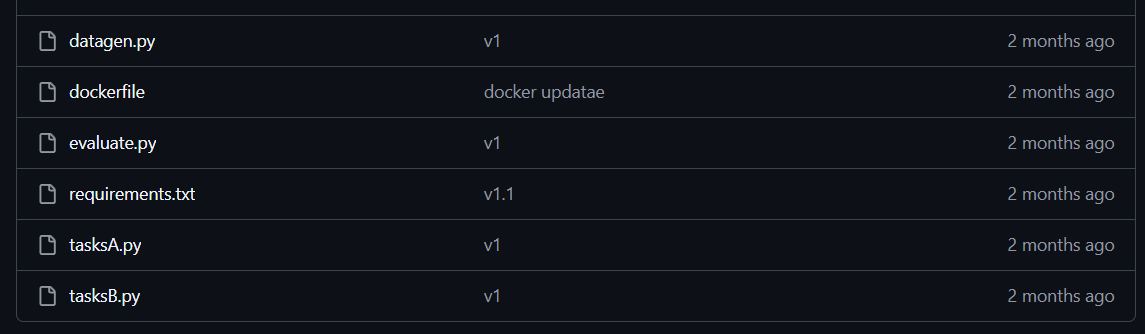 datagen.py v1 2 months ago
dockerfile docker updatae 2 months ago
evaluate.py v1 2 months ago
requirements.txt v1.1 2 months ago
tasksA.py v1 2 months ago
tasksB.py v1 2 months ago